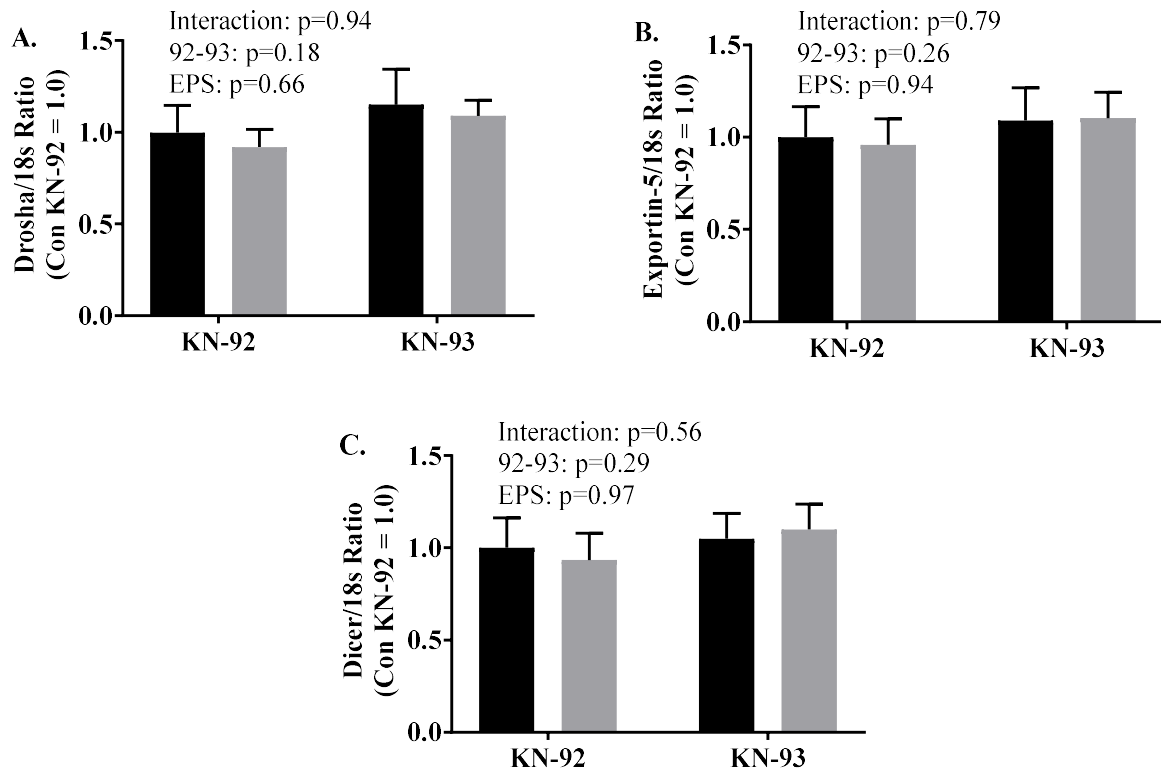 A.
Interaction: p=0.94
92-93: p=0.18
EPS: p=0.66
Drosha/18s Ratio
(Con KN-92 = 1.0)
1.5
1.0
0.5
0.0
KN-92
KN-93
B.
Interaction: p=0.79
92-93: p=0.26
EPS: p=0.94
Exportin-5/18s Ratio
(Con KN-92 = 1.0)
1.5
1.0
0.5
0.0
KN-92
KN-93
C.
Interaction: p=0.56
92-93: p=0.29
EPS: p=0.97
Dicer/18s Ratio
(Con KN-92 = 1.0)
1.5
1.0
0.5
0.0
KN-92
KN-93